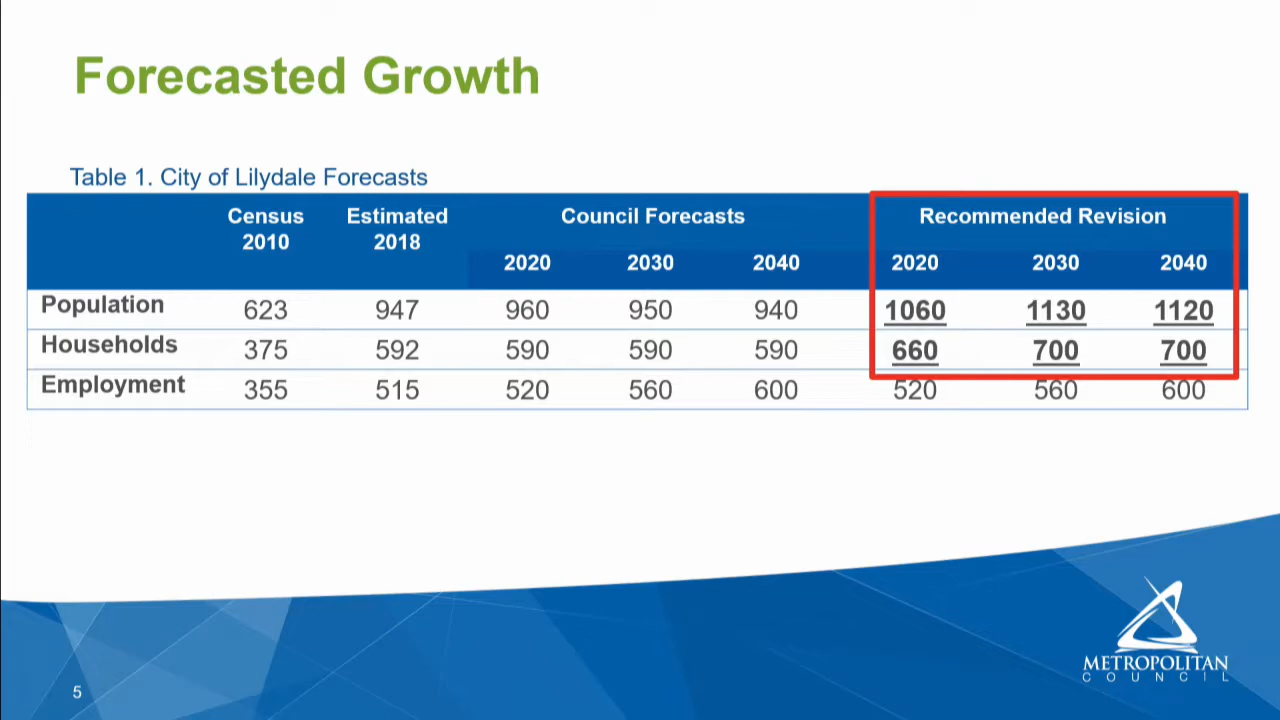 Forecasted Growth
Table 1. City of Lilydale Forecasts
Census 2010 Estimated 2018 Council Forecasts Recommended Revision
2020 2030 2040 2020 2030 2040
Population 623 947 960 950 940 1060 1130 1120
Households 375 592 590 590 590 660 700 700
Employment 355 515 520 560 600 520 560 600
METROPOLITAN
COUNCIL
5